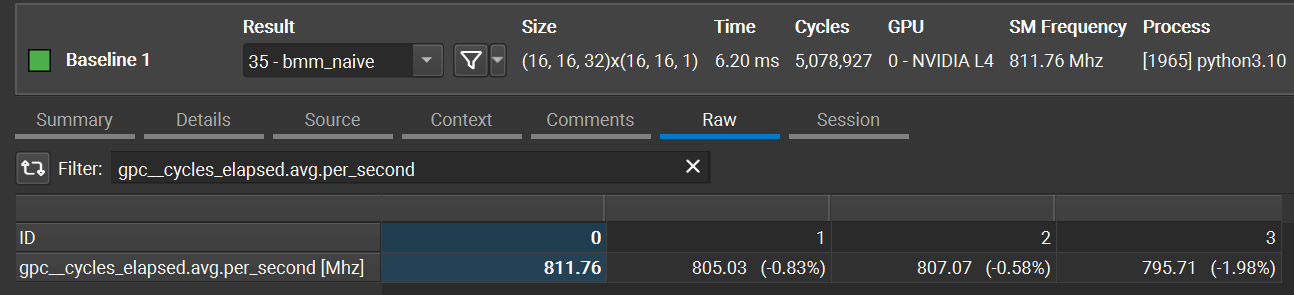 Result Size Time Cycles GPU SM Frequency Process
Baseline 1 35 - bmm_naive (16, 16, 32)x(16, 16, 1) 6.20 ms 5,078,927 0 - NVIDIA L4 811.76 Mhz [1965] python3.10
Summary Details Source Context Comments Raw Session
Filter: gpc__cycles_elapsed.avg.per_second
ID 0 1 2 3
gpc__cycles_elapsed.avg.per_second [Mhz] 811.76 805.03 (-0.83%) 807.07 (-0.58%) 795.71 (-1.98%)